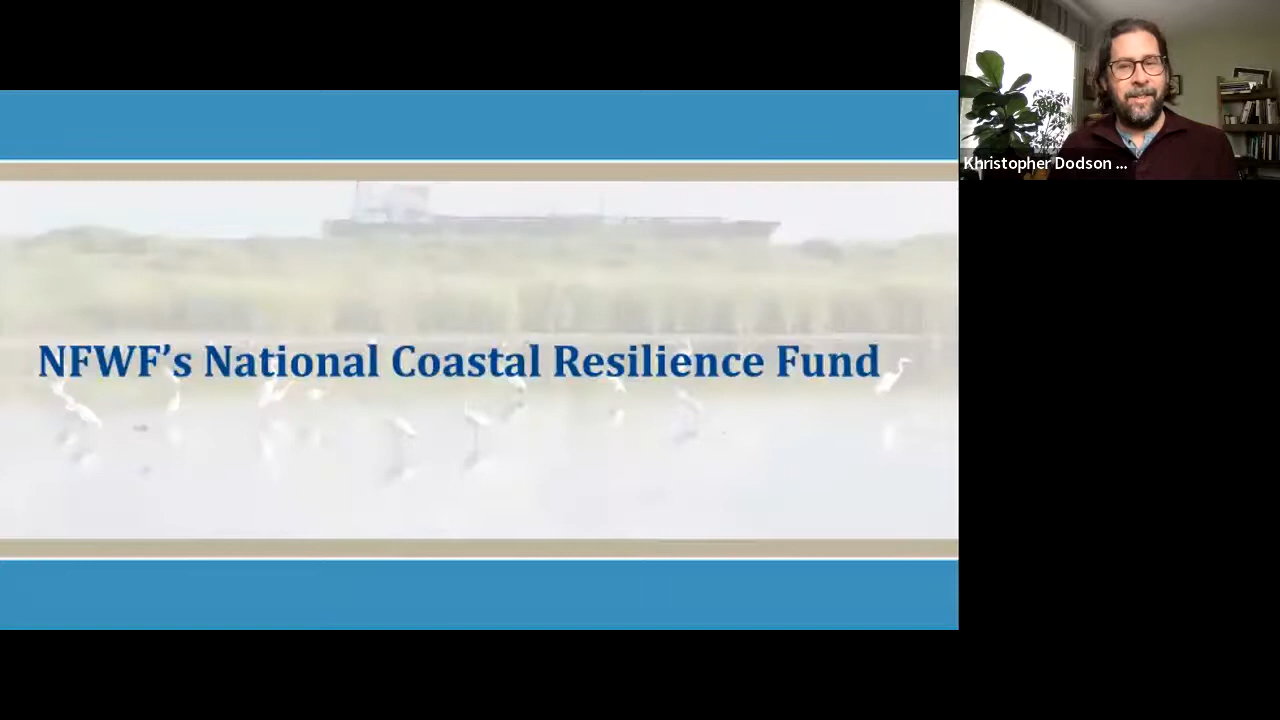 NFWF’s National Coastal Resilience Fund
Khristopher Dodson ...